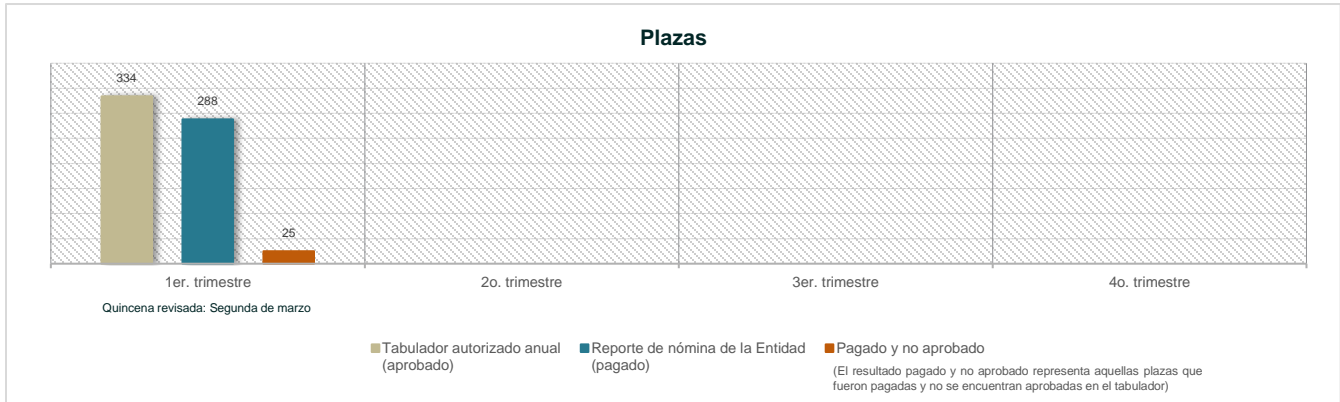 Plazas
334
288
25
1er. trimestre
2o. trimestre
3er. trimestre
4o. trimestre
Quincena revisada: Segunda de marzo
Tabulador autorizado anual
(aprobado)
Reporte de nómina de la Entidad
(pagado)
Pagado y no aprobado
(El resultado pagado y no aprobado representa aquellas plazas que
fueron pagadas y no se encuentran aprobadas en el tabulador)